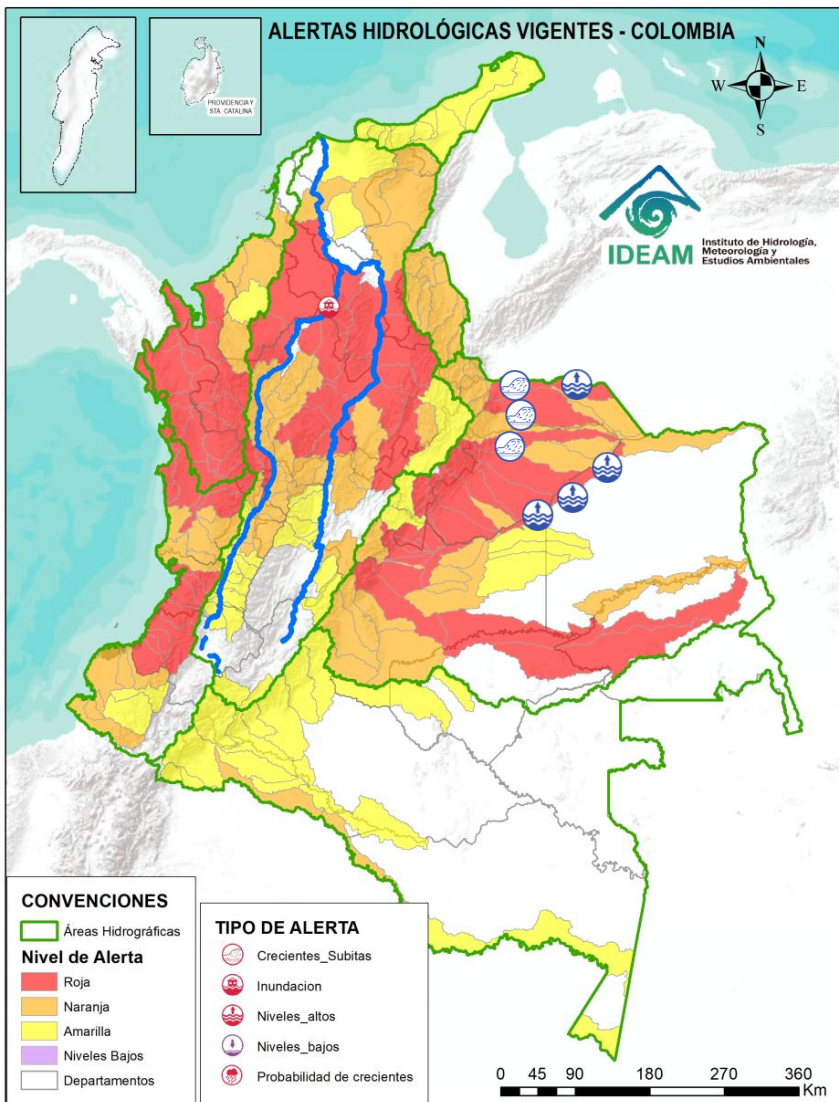 ALERTAS HIDROLÓGICAS VIGENTES - COLOMBIA
PROVIDENCIA Y
STA. CATALINA
N
W
E
S
IDEAM
Instituto de Hidrología,
Meteorología y
Estudios Ambientales
CONVENCIONES
Áreas Hidrográficas
Nivel de Alerta
Roja
Naranja
Amarilla
Niveles Bajos
Departamentos
TIPO DE ALERTA
Crecientes_Subitas
Inundacion
Niveles_altos
Niveles_bajos
Probabilidad de crecientes
0 45 90 180 270 360
Km